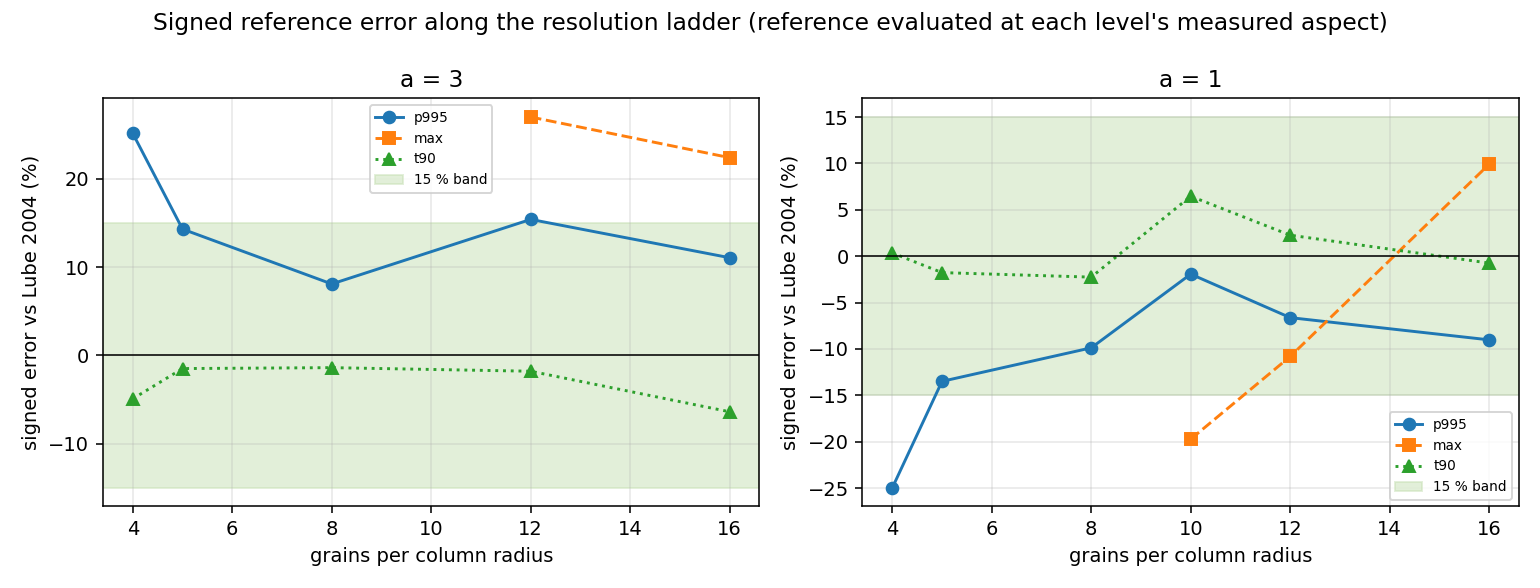 Signed reference error along the resolution ladder (reference evaluated at each level's measured aspect)
a = 3
signed error vs Lube 2004 (%)
20
10
0
−10
p995
max
t90
15 % band
4 6 8 10 12 14 16
grains per column radius
a = 1
signed error vs Lube 2004 (%)
15
10
5
0
−5
−10
−15
−20
−25
p995
max
t90
15 % band
4 6 8 10 12 14 16
grains per column radius